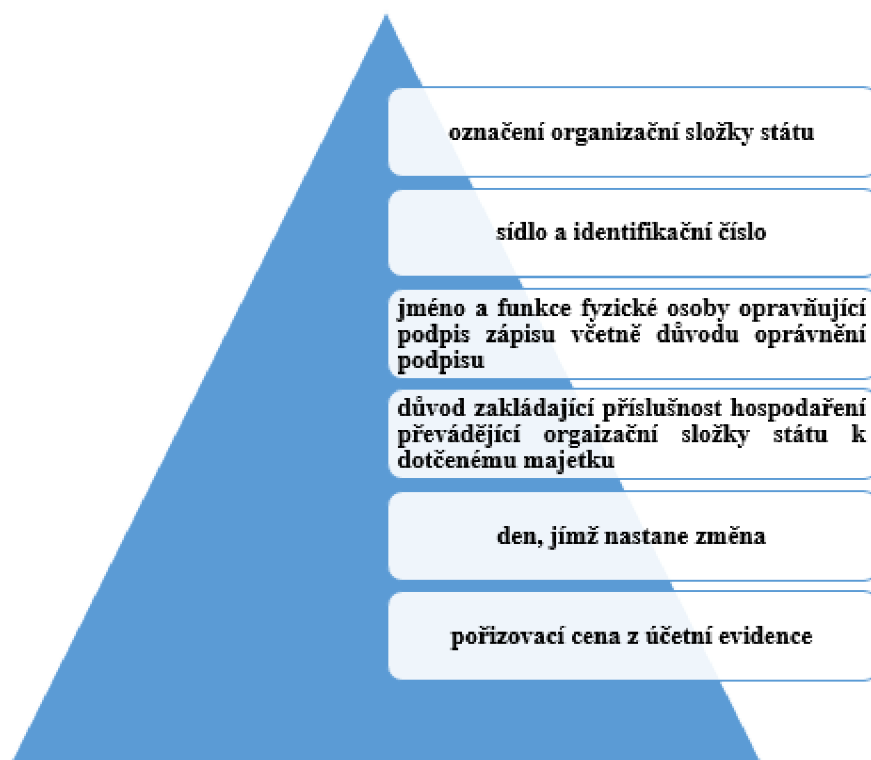 označení organizační složky státu
sídlo a identifikační číslo
jméno a funkce fyzické osoby opravňující
podpis zápisu včetně důvodu oprávnění
podpisu
důvod zakládající příslušnost hospodaření
převádějící orgaizační složky státu k
dotčenému majetku
den, jímž nastane změna
pořizovací cena z účetní evidence